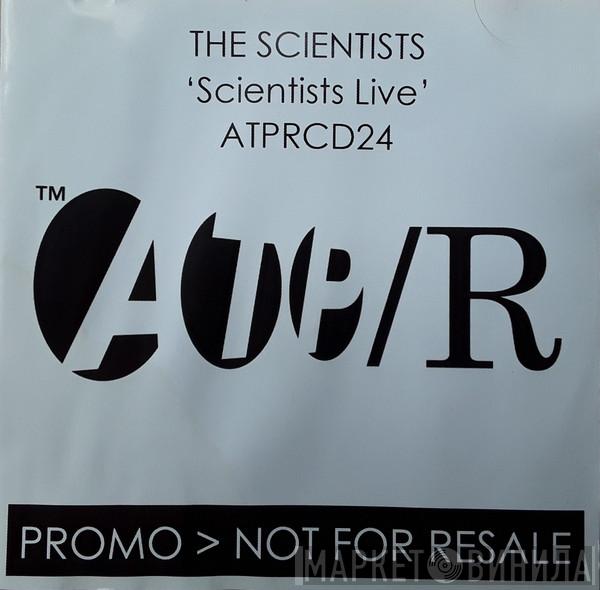 THE SCIENTISTS
‘Scientists Live’
ATPRCD24
TM
ATP/R
PROMO > NOT FOR RESALE
МАРКЕТ ВИНИЛА